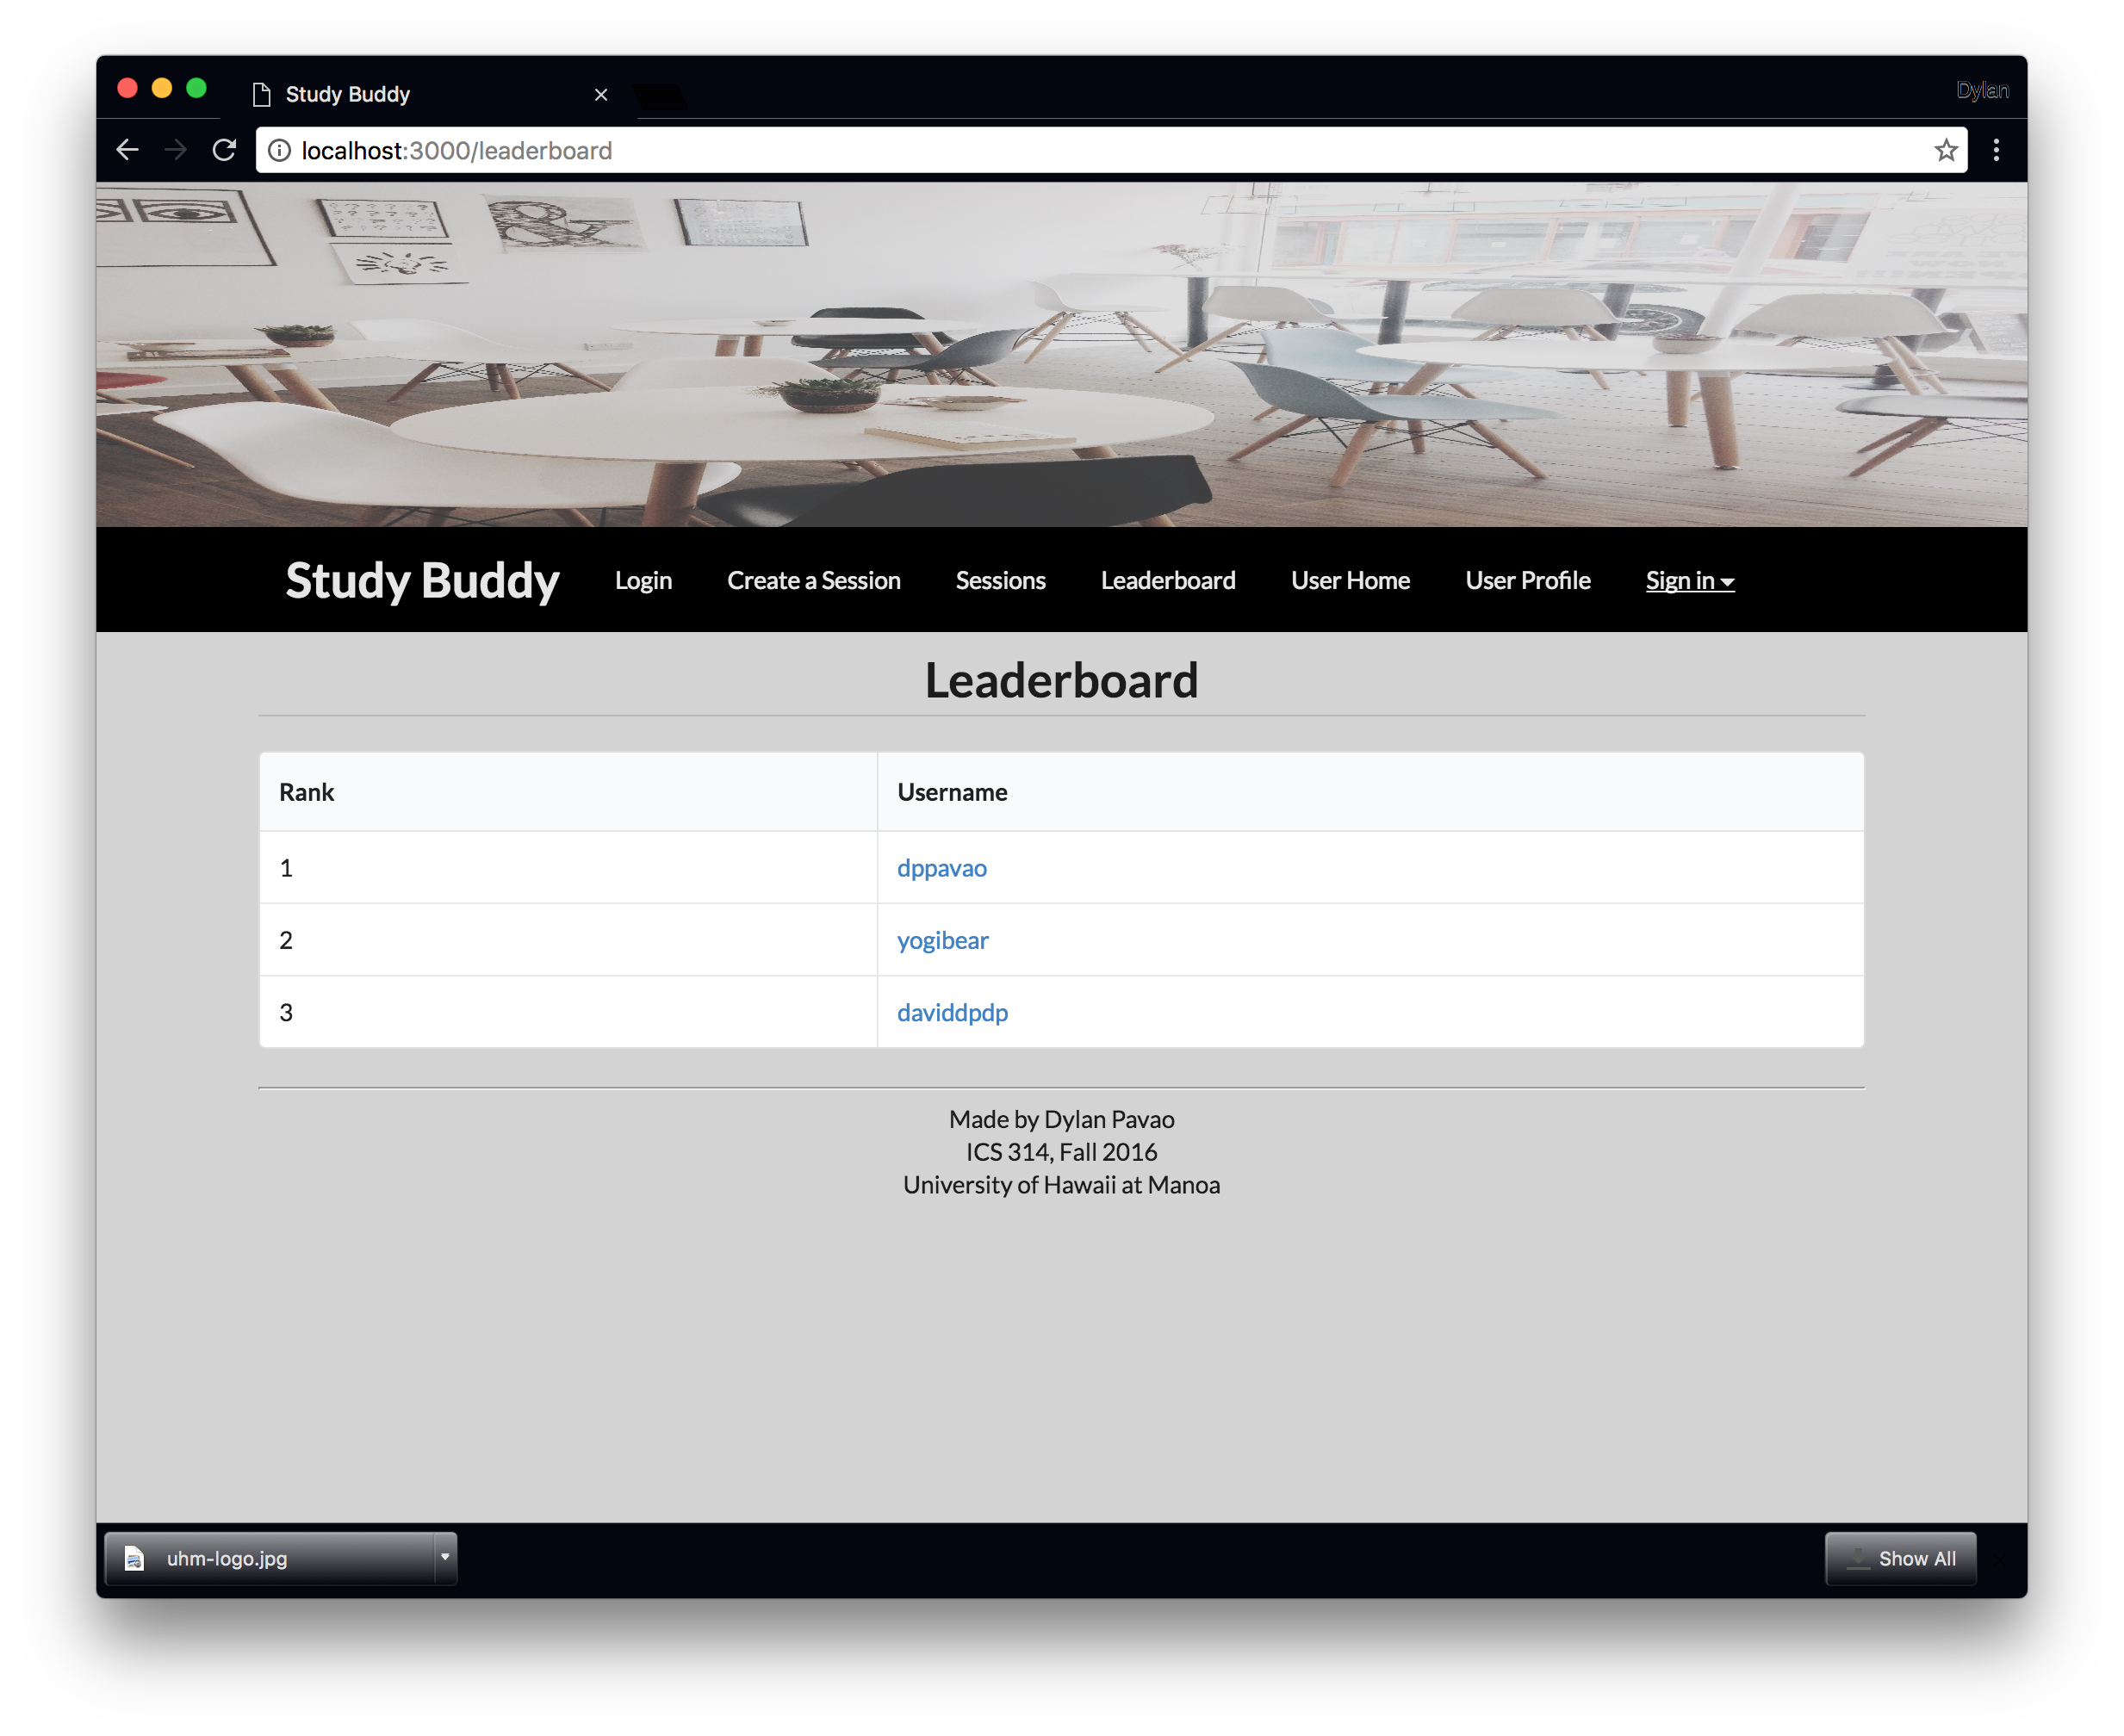 Study Buddy
Dylan
localhost:3000/leaderboard
&
Study Buddy Login Create a Session Sessions Leaderboard User Home User Profile Sign in
Leaderboard
Rank Username
1 dppavao
2 yogibear
3 daviddpdp
Made by Dylan Pavao
ICS 314, Fall 2016
University of Hawaii at Manoa
uhm-logo.jpg Show All